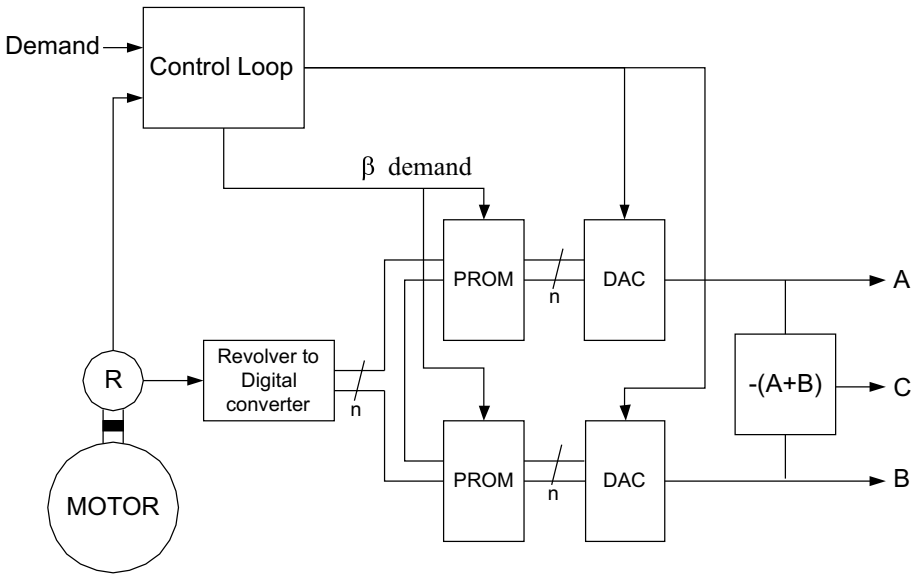 Demand
Control Loop
β demand
PROM
n
DAC
A
R
Revolver to
Digital
converter
n
-(A+B)
C
MOTOR
PROM
n
DAC
B